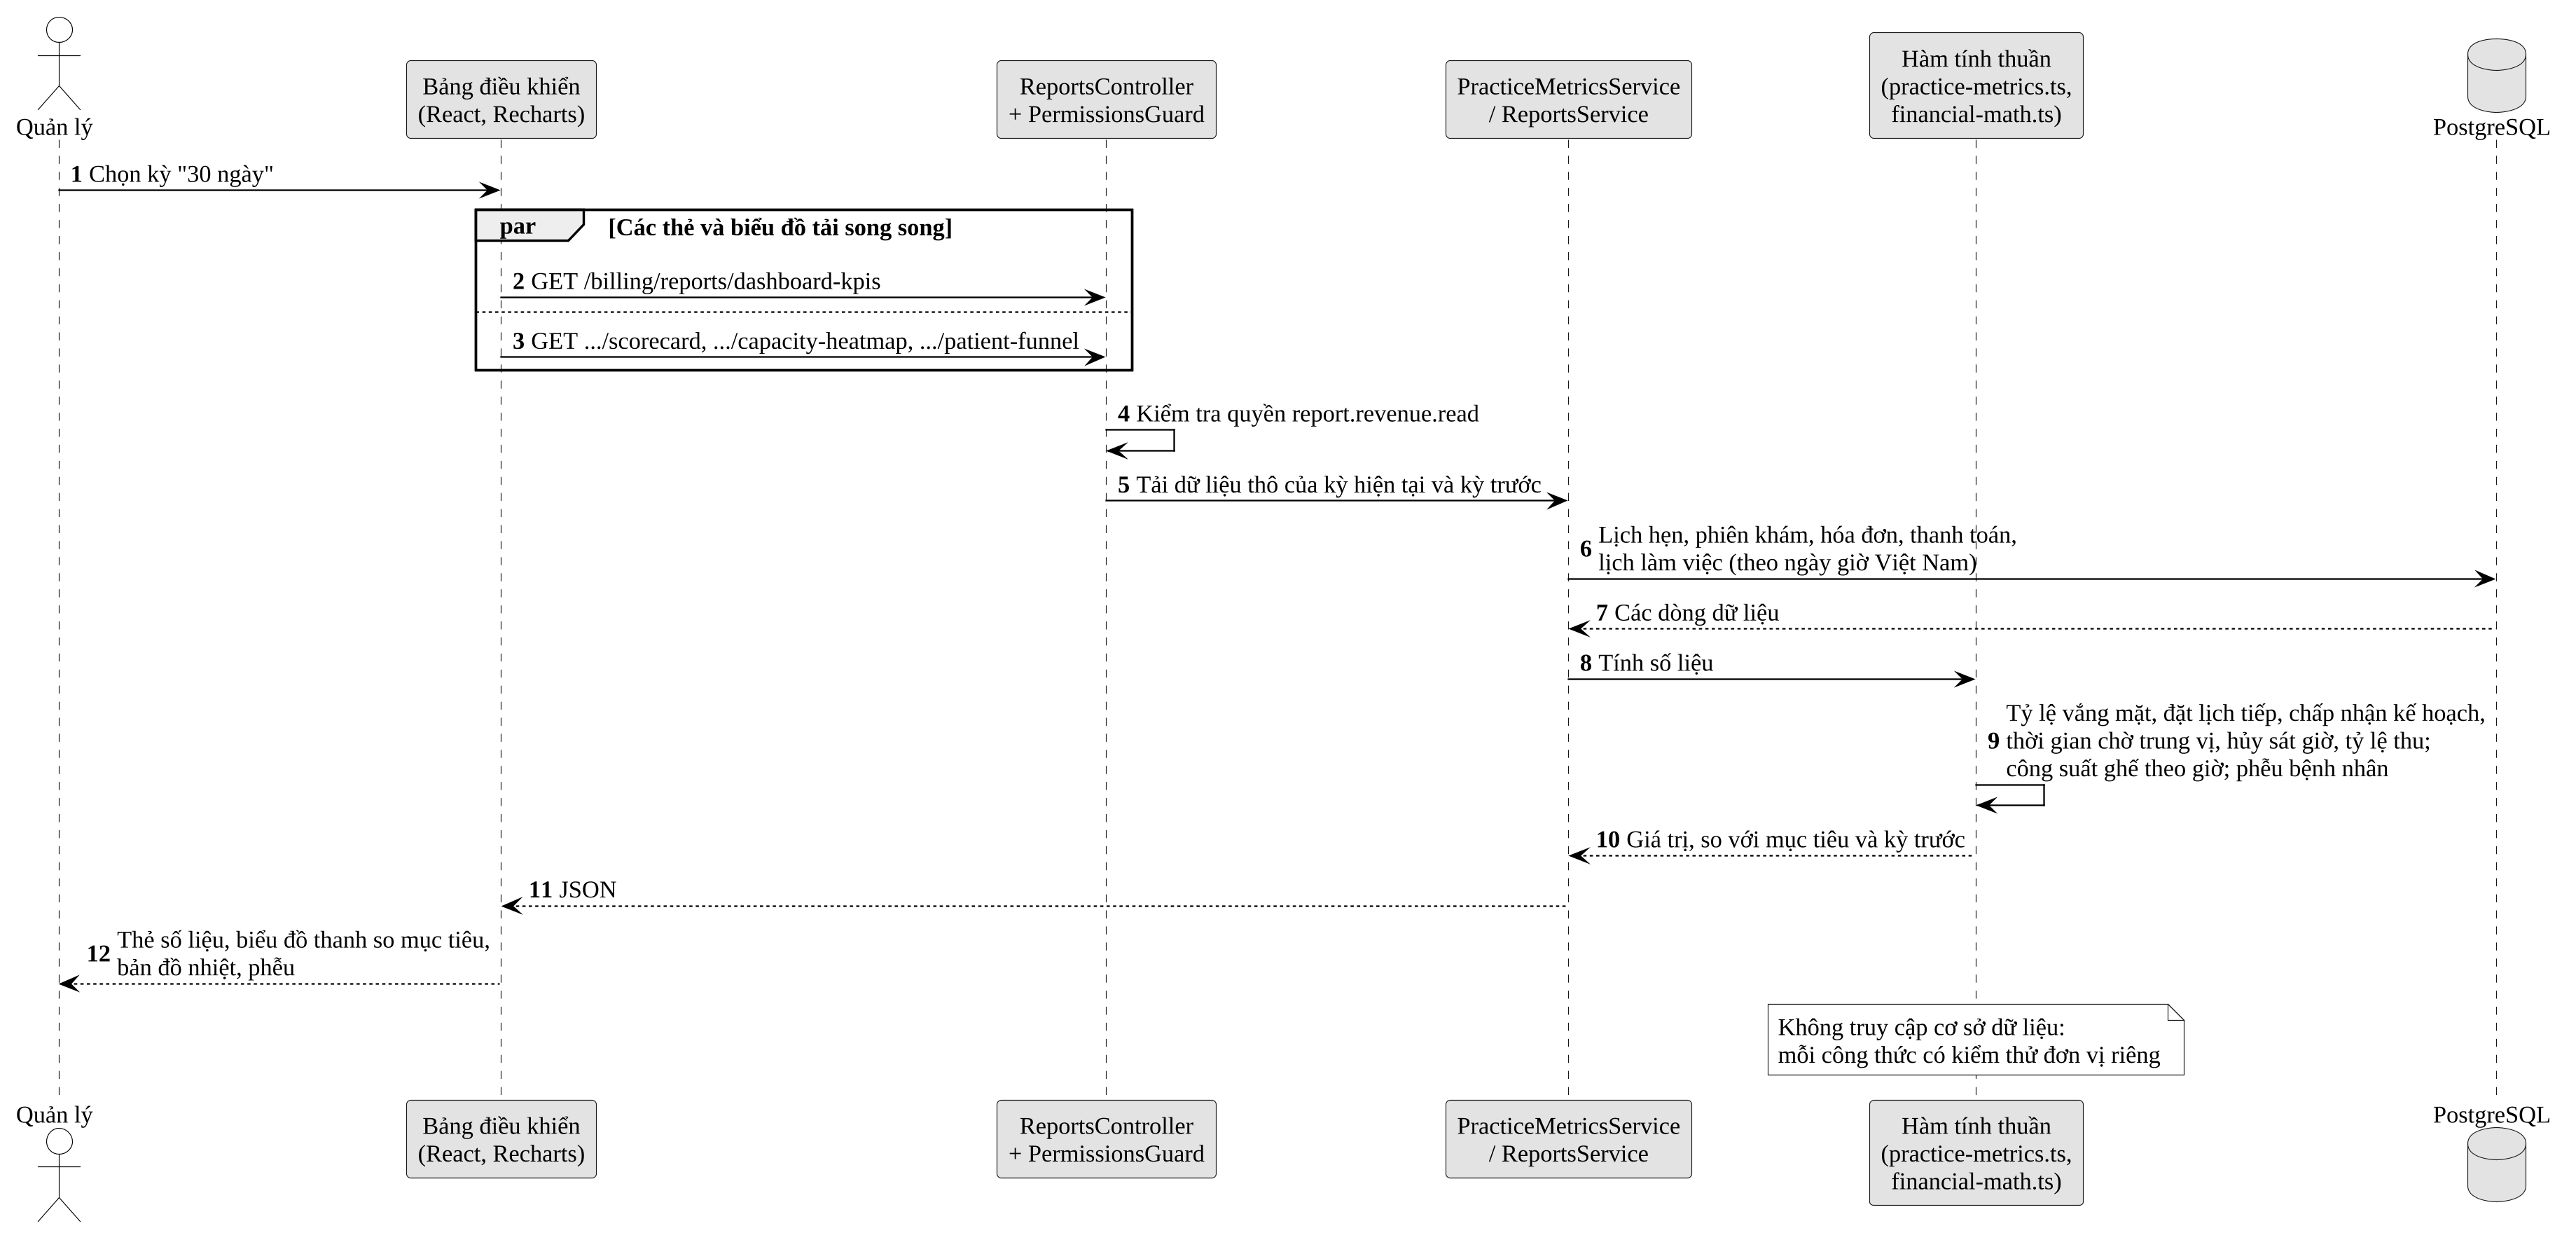 Quản lý
Bảng điều khiển
(React, Recharts)
ReportsController
+ PermissionsGuard
PracticeMetricsService
/ ReportsService
Hàm tính thuần
(practice-metrics.ts,
financial-math.ts)
PostgreSQL
1 Chọn kỳ "30 ngày"
par [Các thẻ và biểu đồ tải song song]
2 GET /billing/reports/dashboard-kpis
3 GET .../scorecard, .../capacity-heatmap, .../patient-funnel
4 Kiểm tra quyền report.revenue.read
5 Tải dữ liệu thô của kỳ hiện tại và kỳ trước
6 Lịch hẹn, phiên khám, hóa đơn, thanh toán,
lịch làm việc (theo ngày giờ Việt Nam)
7 Các dòng dữ liệu
8 Tính số liệu
9 Tỷ lệ vắng mặt, đặt lịch tiếp, chấp nhận kế hoạch,
thời gian chờ trung vị, hủy sát giờ, tỷ lệ thu;
công suất ghế theo giờ; phễu bệnh nhân
10 Giá trị, so với mục tiêu và kỳ trước
11 JSON
12 Thẻ số liệu, biểu đồ thanh so mục tiêu,
bản đồ nhiệt, phễu
Không truy cập cơ sở dữ liệu:
mỗi công thức có kiểm thử đơn vị riêng
Quản lý
Bảng điều khiển
(React, Recharts)
ReportsController
+ PermissionsGuard
PracticeMetricsService
/ ReportsService
Hàm tính thuần
(practice-metrics.ts,
financial-math.ts)
PostgreSQL